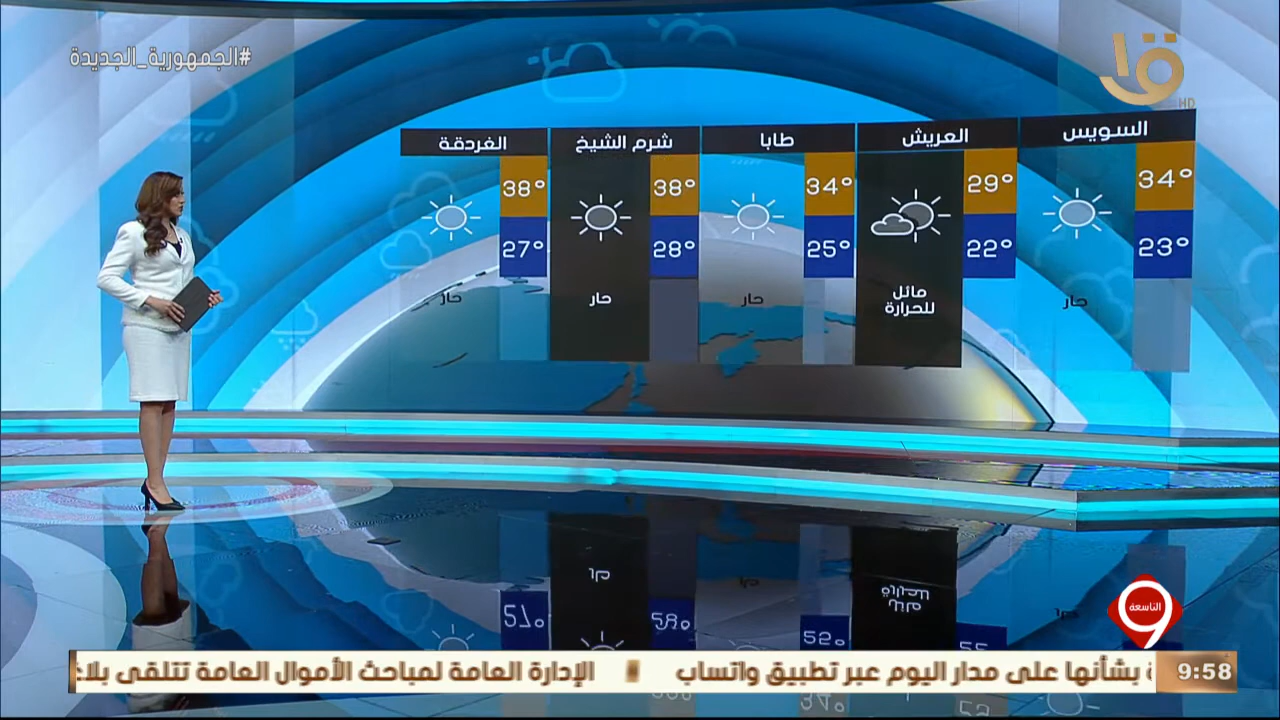 #الجمهورية_الجديدة
HD
السويس
34°
23°
حار
العريش
29°
22°
مائل
للحرارة
طابا
34°
25°
حار
شرم الشيخ
38°
28°
حار
الغردقة
38°
27°
حار
التاسعة
9
بشأنها على مدار اليوم عبر تطبيق واتساب
الإدارة العامة لمباحث الأموال العامة تتلقى
9:58